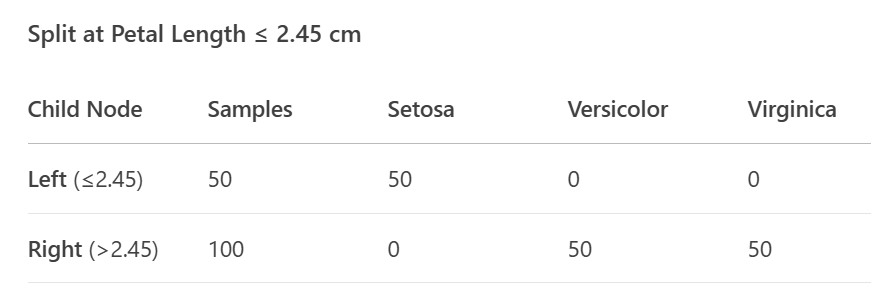 Split at Petal Length ≤ 2.45 cm
Child Node Samples Setosa Versicolor Virginica
Left (≤2.45) 50 50 0 0
Right (>2.45) 100 0 50 50